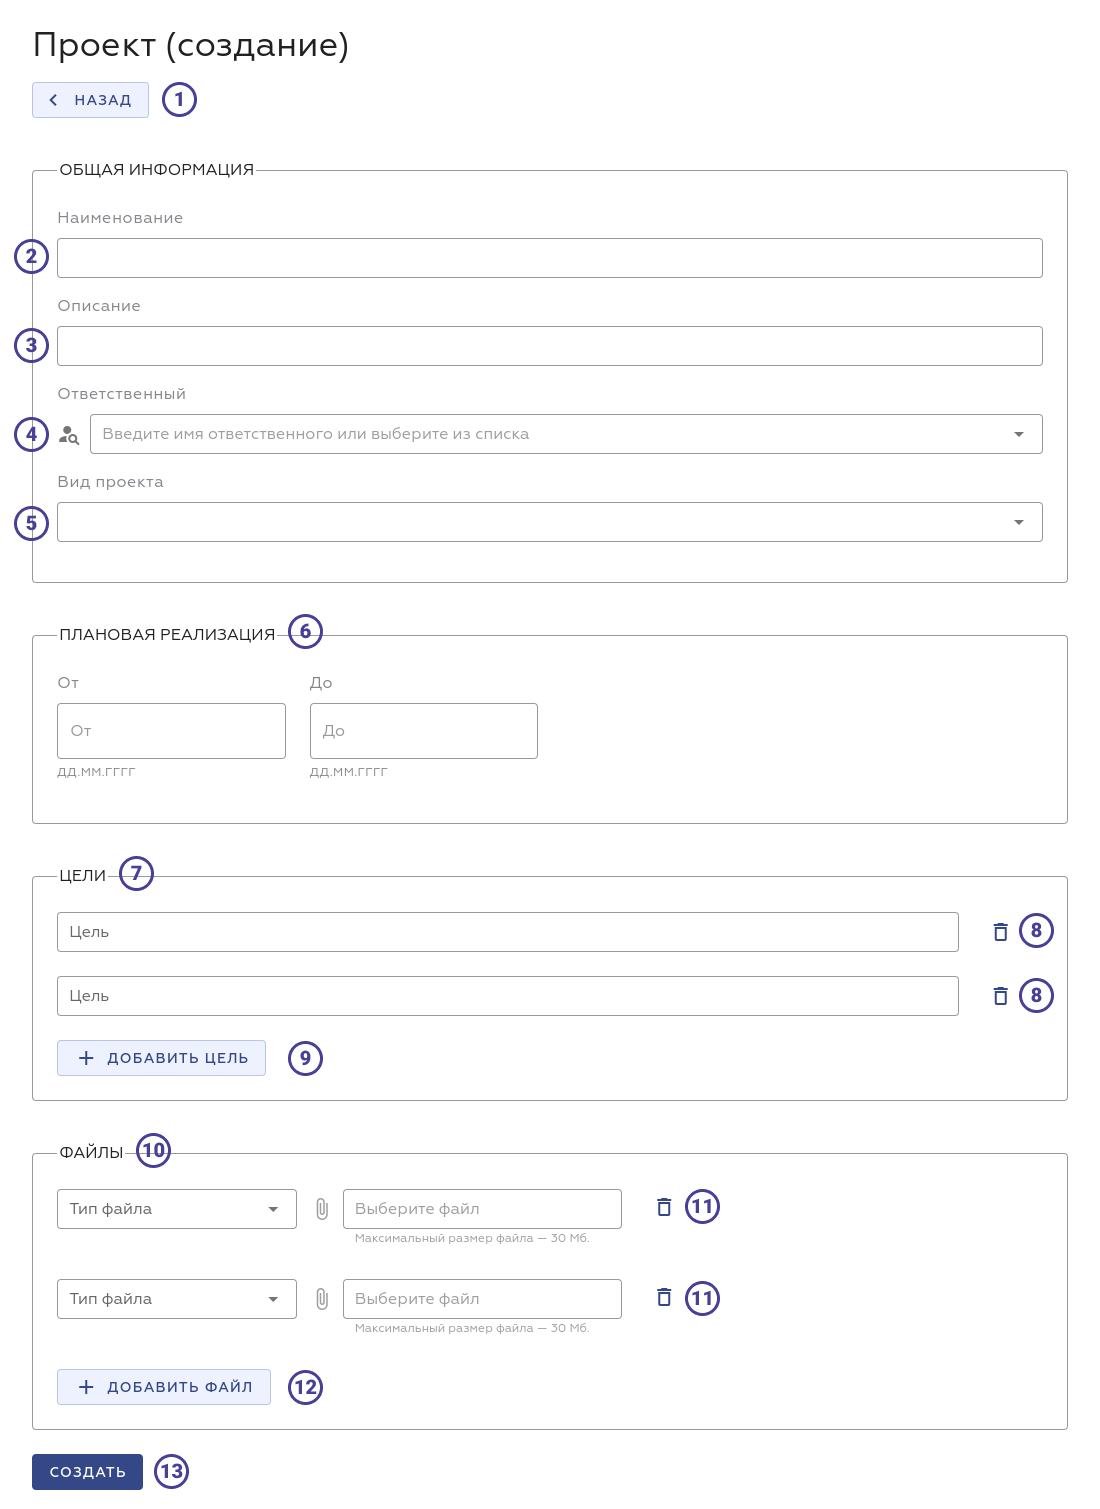 Проект (создание)
НАЗАД 1
ОБЩАЯ ИНФОРМАЦИЯ
Наименование
2
Описание
3
Ответственный
4 Введите имя ответственного или выберите из списка
Вид проекта
5
ПЛАНОВАЯ РЕАЛИЗАЦИЯ 6
От До
От До
ДД.ММ.ГГГГ ДД.ММ.ГГГГ
ЦЕЛИ 7
Цель 8
Цель 8
ДОБАВИТЬ ЦЕЛЬ 9
ФАЙЛЫ 10
Тип файла Выберите файл 11
Максимальный размер файла — 30 Мб.
Тип файла Выберите файл 11
Максимальный размер файла — 30 Мб.
ДОБАВИТЬ ФАЙЛ 12
СОЗДАТЬ 13